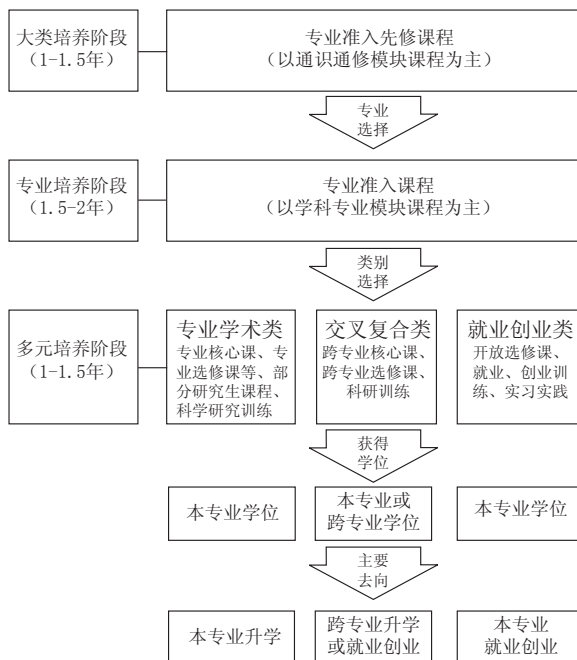 大类培养阶段
（1-1.5年）
专业准入先修课程
（以通识通修模块课程为主）
专业
选择
专业培养阶段
（1.5-2年）
专业准入课程
（以学科专业模块课程为主）
类别
选择
多元培养阶段
（1-1.5年）
专业学术类
专业核心课、专
业选修课等、部
分研究生课程、
科学研究训练
交叉复合类
跨专业核心课、
跨专业选修课、
科研训练
就业创业类
开放选修课、
就业、创业训
练、实习实践
获得
学位
本专业学位
本专业或
跨专业学位
本专业学位
主要
去向
本专业升学
跨专业升学
或就业创业
本专业
就业创业